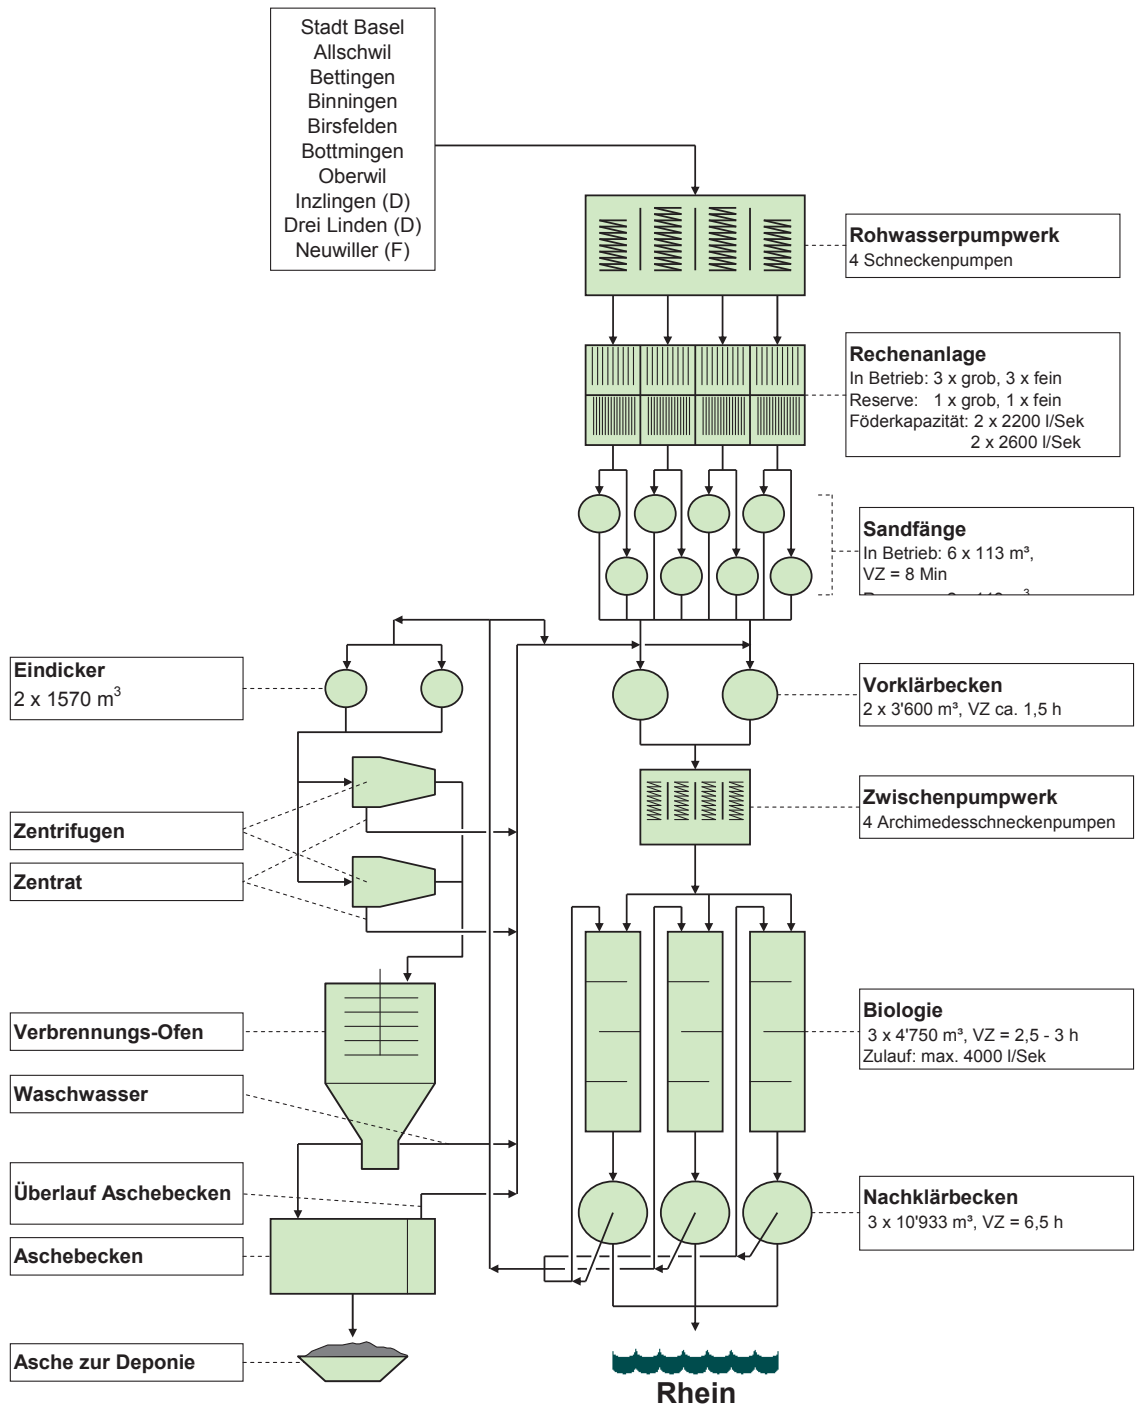 Stadt Basel
Allschwil
Bettingen
Binningen
Birsfelden
Bottmingen
Oberwil
Inzlingen (D)
Drei Linden (D)
Neuwiller (F)
Rohwasserpumpwerk
4 Schneckenpumpen
Rechenanlage
In Betrieb: 3 x grob, 3 x fein
Reserve: 1 x grob, 1 x fein
Föderkapazität: 2 x 2200 l/Sek
2 x 2600 l/Sek
Sandfänge
In Betrieb: 6 x 113 m³,
VZ = 8 Min
Eindicker
2 x 1570 m³
Vorklärbecken
2 x 3'600 m³, VZ ca. 1,5 h
Zwischenpumpwerk
4 Archimedesschneckenpumpen
Zentrifugen
Zentrat
Verbrennungs-Ofen
Biologie
3 x 4'750 m³, VZ = 2,5 - 3 h
Zulauf: max. 4000 l/Sek
Waschwasser
Überlauf Aschebecken
Nachklärbecken
3 x 10'933 m³, VZ = 6,5 h
Aschebecken
Asche zur Deponie
Rhein